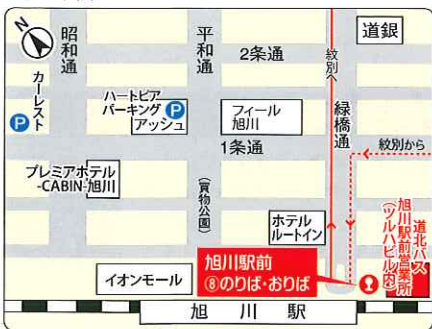 N
昭和通
平和通
2条通
紋別へ
道銀
カーレスト
P
ハートピア
パーキング P
アッシュ
フィール
旭川
緑橋通
1条通
紋別から
プレミアホテル
-CABIN-旭川
(買物公園)
ホテル
ルートイン
道北バス
旭川駅前営業所
(ツルハビル内)
イオンモール
旭川駅前
⑧のりば・おりば
旭川駅